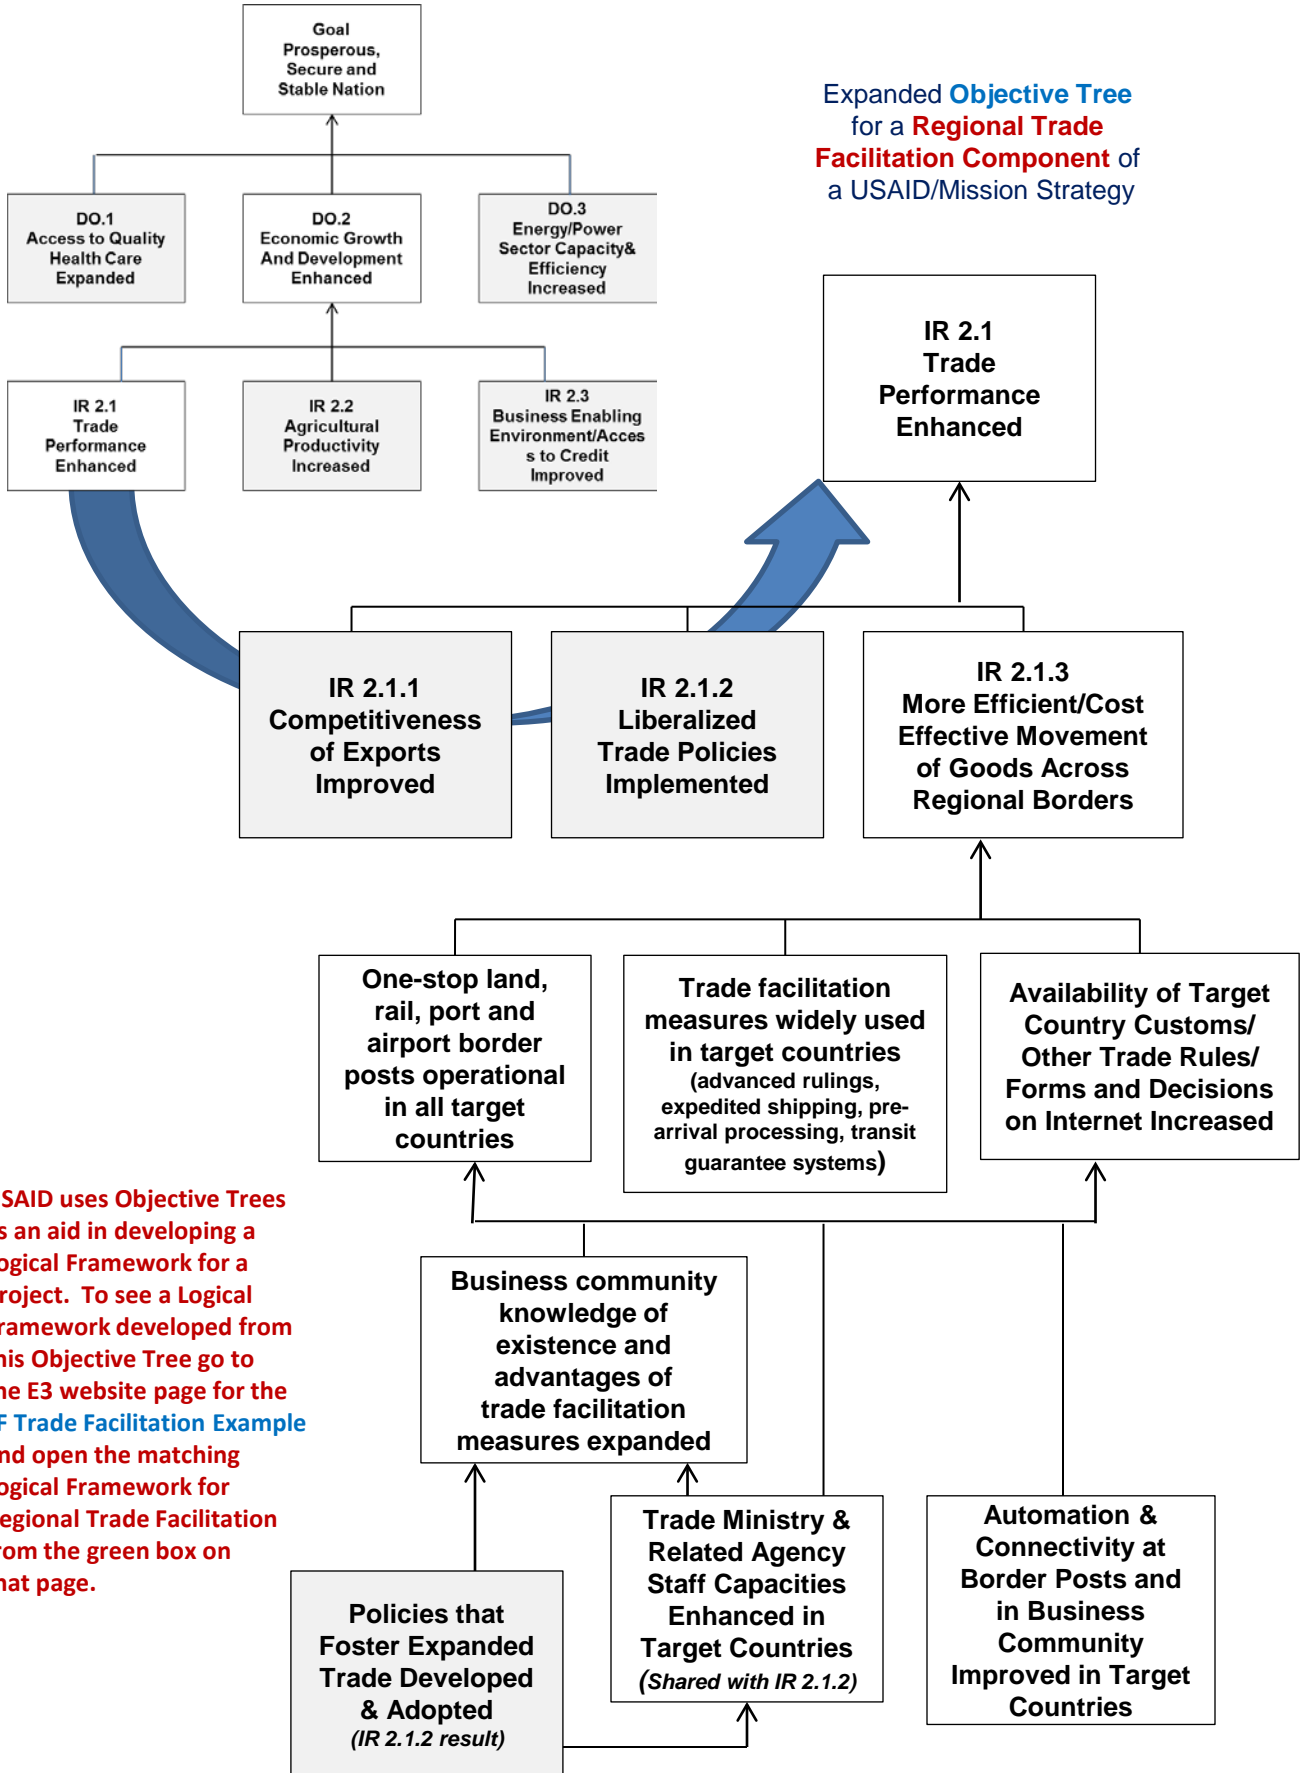 Goal
Prosperous,
Secure and
Stable Nation
Expanded Objective Tree
for a Regional Trade
Facilitation Component of
a USAID/Mission Strategy
DO.1
Access to Quality
Health Care
Expanded
DO.2
Economic Growth
And Development
Enhanced
DO.3
Energy/Power
Sector Capacity&
Efficiency
Increased
IR 2.1
Trade
Performance
Enhanced
IR 2.2
Agricultural
Productivity
Increased
IR 2.3
Business Enabling
Environment/Acces
s to Credit
Improved
IR 2.1
Trade
Performance
Enhanced
IR 2.1.1
Competitiveness
of Exports
Improved
IR 2.1.2
Liberalized
Trade Policies
Implemented
IR 2.1.3
More Efficient/Cost
Effective Movement
of Goods Across
Regional Borders
One-stop land,
rail, port and
airport border
posts operational
in all target
countries
Trade facilitation
measures widely used
in target countries
(advanced rulings,
expedited shipping, pre-
arrival processing, transit
guarantee systems)
Availability of Target
Country Customs/
Other Trade Rules/
Forms and Decisions
on Internet Increased
SAID uses Objective Trees
s an aid in developing a
ogical Framework for a
roject. To see a Logical
ramework developed from
his Objective Tree go to
he E3 website page for the
F Trade Facilitation Example
nd open the matching
ogical Framework for
egional Trade Facilitation
rom the green box on
hat page.
Business community
knowledge of
existence and
advantages of
trade facilitation
measures expanded
Policies that
Foster Expanded
Trade Developed
& Adopted
(IR 2.1.2 result)
Trade Ministry &
Related Agency
Staff Capacities
Enhanced in
Target Countries
(Shared with IR 2.1.2)
Automation &
Connectivity at
Border Posts and
in Business
Community
Improved in Target
Countries